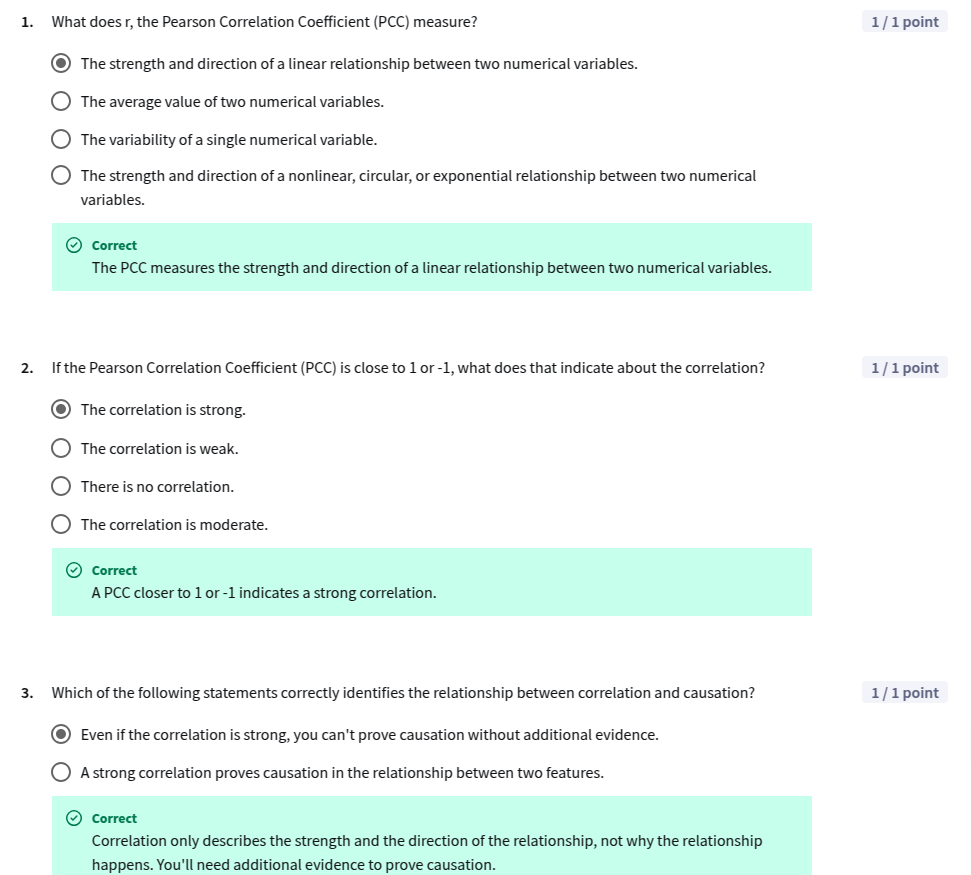 1. What does r, the Pearson Correlation Coefficient (PCC) measure? 1 / 1 point
The strength and direction of a linear relationship between two numerical variables.
The average value of two numerical variables.
The variability of a single numerical variable.
The strength and direction of a nonlinear, circular, or exponential relationship between two numerical
variables.
Correct
The PCC measures the strength and direction of a linear relationship between two numerical variables.
2. If the Pearson Correlation Coefficient (PCC) is close to 1 or -1, what does that indicate about the correlation? 1 / 1 point
The correlation is strong.
The correlation is weak.
There is no correlation.
The correlation is moderate.
Correct
A PCC closer to 1 or -1 indicates a strong correlation.
3. Which of the following statements correctly identifies the relationship between correlation and causation? 1 / 1 point
Even if the correlation is strong, you can't prove causation without additional evidence.
A strong correlation proves causation in the relationship between two features.
Correct
Correlation only describes the strength and the direction of the relationship, not why the relationship
happens. You'll need additional evidence to prove causation.